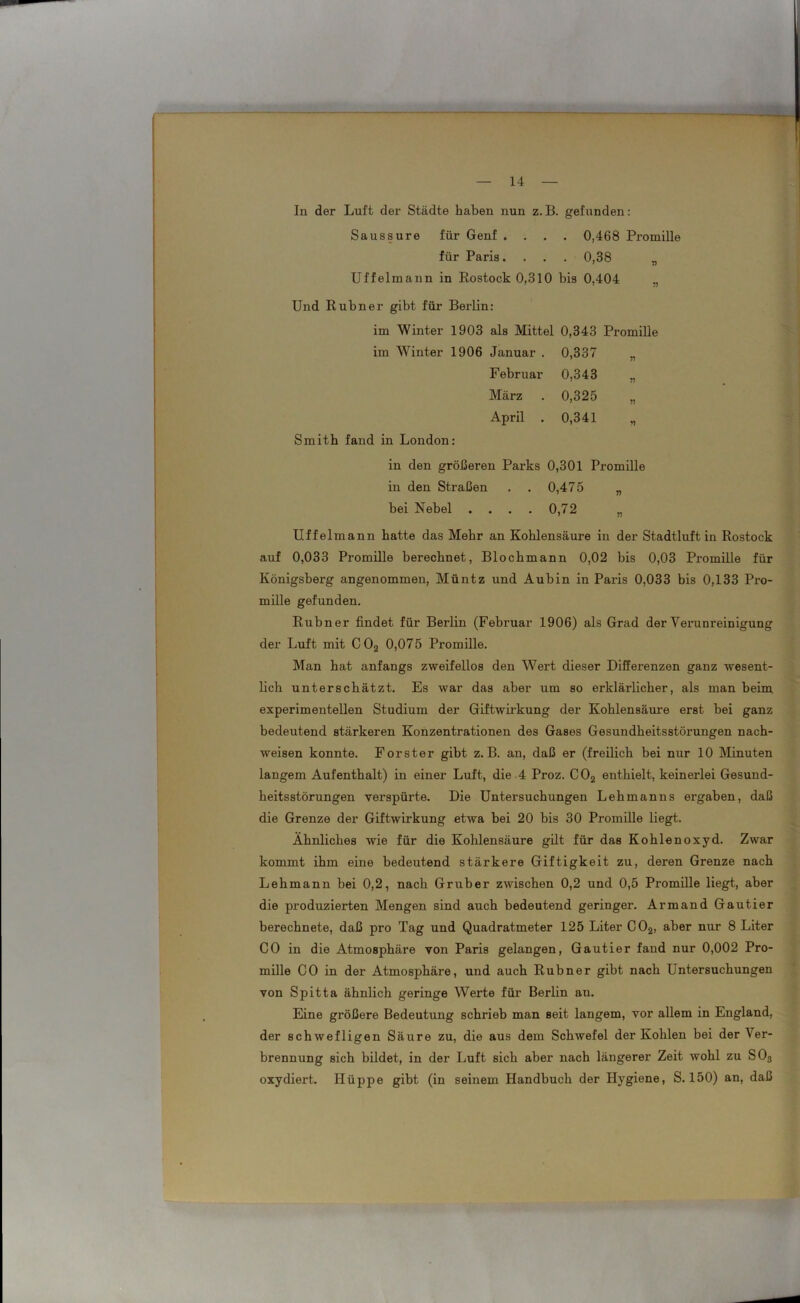 — 14 —
In der Luft der Städte haben nun z.B. gefunden:
Saussure für Genf . . . . 0,468 Promille
für Paris. . . . 0,38 „
Uffelmann in Rostock 0,310 bis 0,404 „
Und Rubner gibt für Berlin:
im Winter 1903 als Mittel 0,343 Promille
im Winter 1906 Januar . 0,337 „
Februar 0,343 „
März . 0,325 „
April . 0,341 „
Smith fand in London:
in den größeren Parks 0,301 Promille
in den Straßen . . 0,475 „
bei Nebel . . . . 0,72 „
Uffelmann hatte das Mehr an Kohlensäure in der Stadtluft in Rostock
auf 0,033 Promille berechnet, Blochmann 0,02 bis 0,03 Promille für
Königsberg angenommen, Müntz und Aubin in Paris 0,033 bis 0,133 Pro-
mille gefunden.
Rubner findet für Berlin (Februar 1906) als Grad der Verunreinigung
der Luft mit CO₂ 0,075 Promille.
Man hat anfangs zweifellos den Wert dieser Differenzen ganz wesent-
lich unterschätzt. Es war das aber um so erklärlicher, als man beim
experimentellen Studium der Giftwirkung der Kohlensäure erst bei ganz
bedeutend stärkeren Konzentrationen des Gases Gesundheitsstörungen nach-
weisen konnte. Forster gibt z.B. an, daß er (freilich bei nur 10 Minuten
langem Aufenthalt) in einer Luft, die 4 Proz. CO₂ enthielt, keinerlei Gesund-
heitsstörungen verspürte. Die Untersuchungen Lehmanns ergaben, daß
die Grenze der Giftwirkung etwa bei 20 bis 30 Promille liegt.
Ähnliches wie für die Kohlensäure gilt für das Kohlenoxyd. Zwar
kommt ihm eine bedeutend stärkere Giftigkeit zu, deren Grenze nach
Lehmann bei 0,2, nach Gruber zwischen 0,2 und 0,5 Promille liegt, aber
die produzierten Mengen sind auch bedeutend geringer. Armand Gautier
berechnete, daß pro Tag und Quadratmeter 125 Liter CO₂, aber nur 8 Liter
CO in die Atmosphäre von Paris gelangen, Gautier fand nur 0,002 Pro-
mille CO in der Atmosphäre, und auch Rubner gibt nach Untersuchungen
von Spitta ähnlich geringe Werte für Berlin an.
Eine größere Bedeutung schrieb man seit langem, vor allem in England,
der schwefligen Säure zu, die aus dem Schwefel der Kohlen bei der Ver-
brennung sich bildet, in der Luft sich aber nach längerer Zeit wohl zu SO₃
oxydiert. Hüppe gibt (in seinem Handbuch der Hygiene, S. 150) an, daß